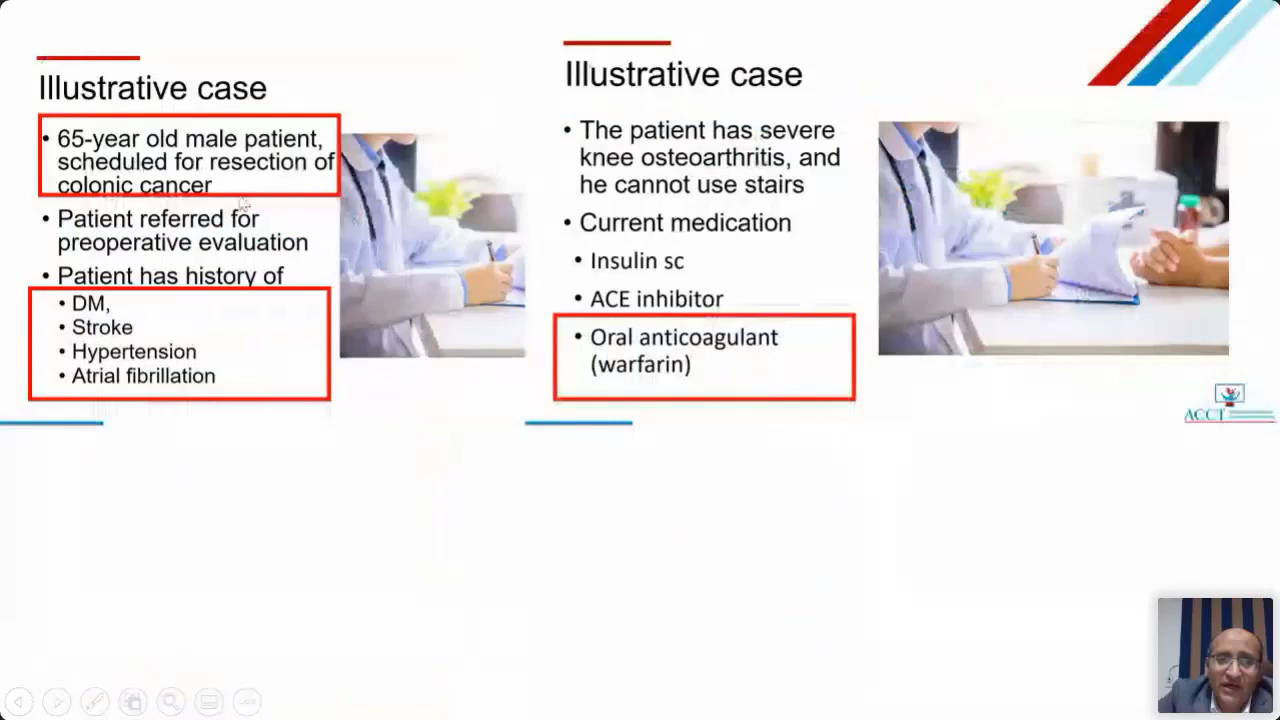 Illustrative case
• 65-year old male patient,
scheduled for resection of
colonic cancer
• Patient referred for
preoperative evaluation
• Patient has history of
• DM,
• Stroke
• Hypertension
• Atrial fibrillation
Illustrative case
• The patient has severe
knee osteoarthritis, and
he cannot use stairs
• Current medication
• Insulin sc
• ACE inhibitor
• Oral anticoagulant
(warfarin)
ACCT